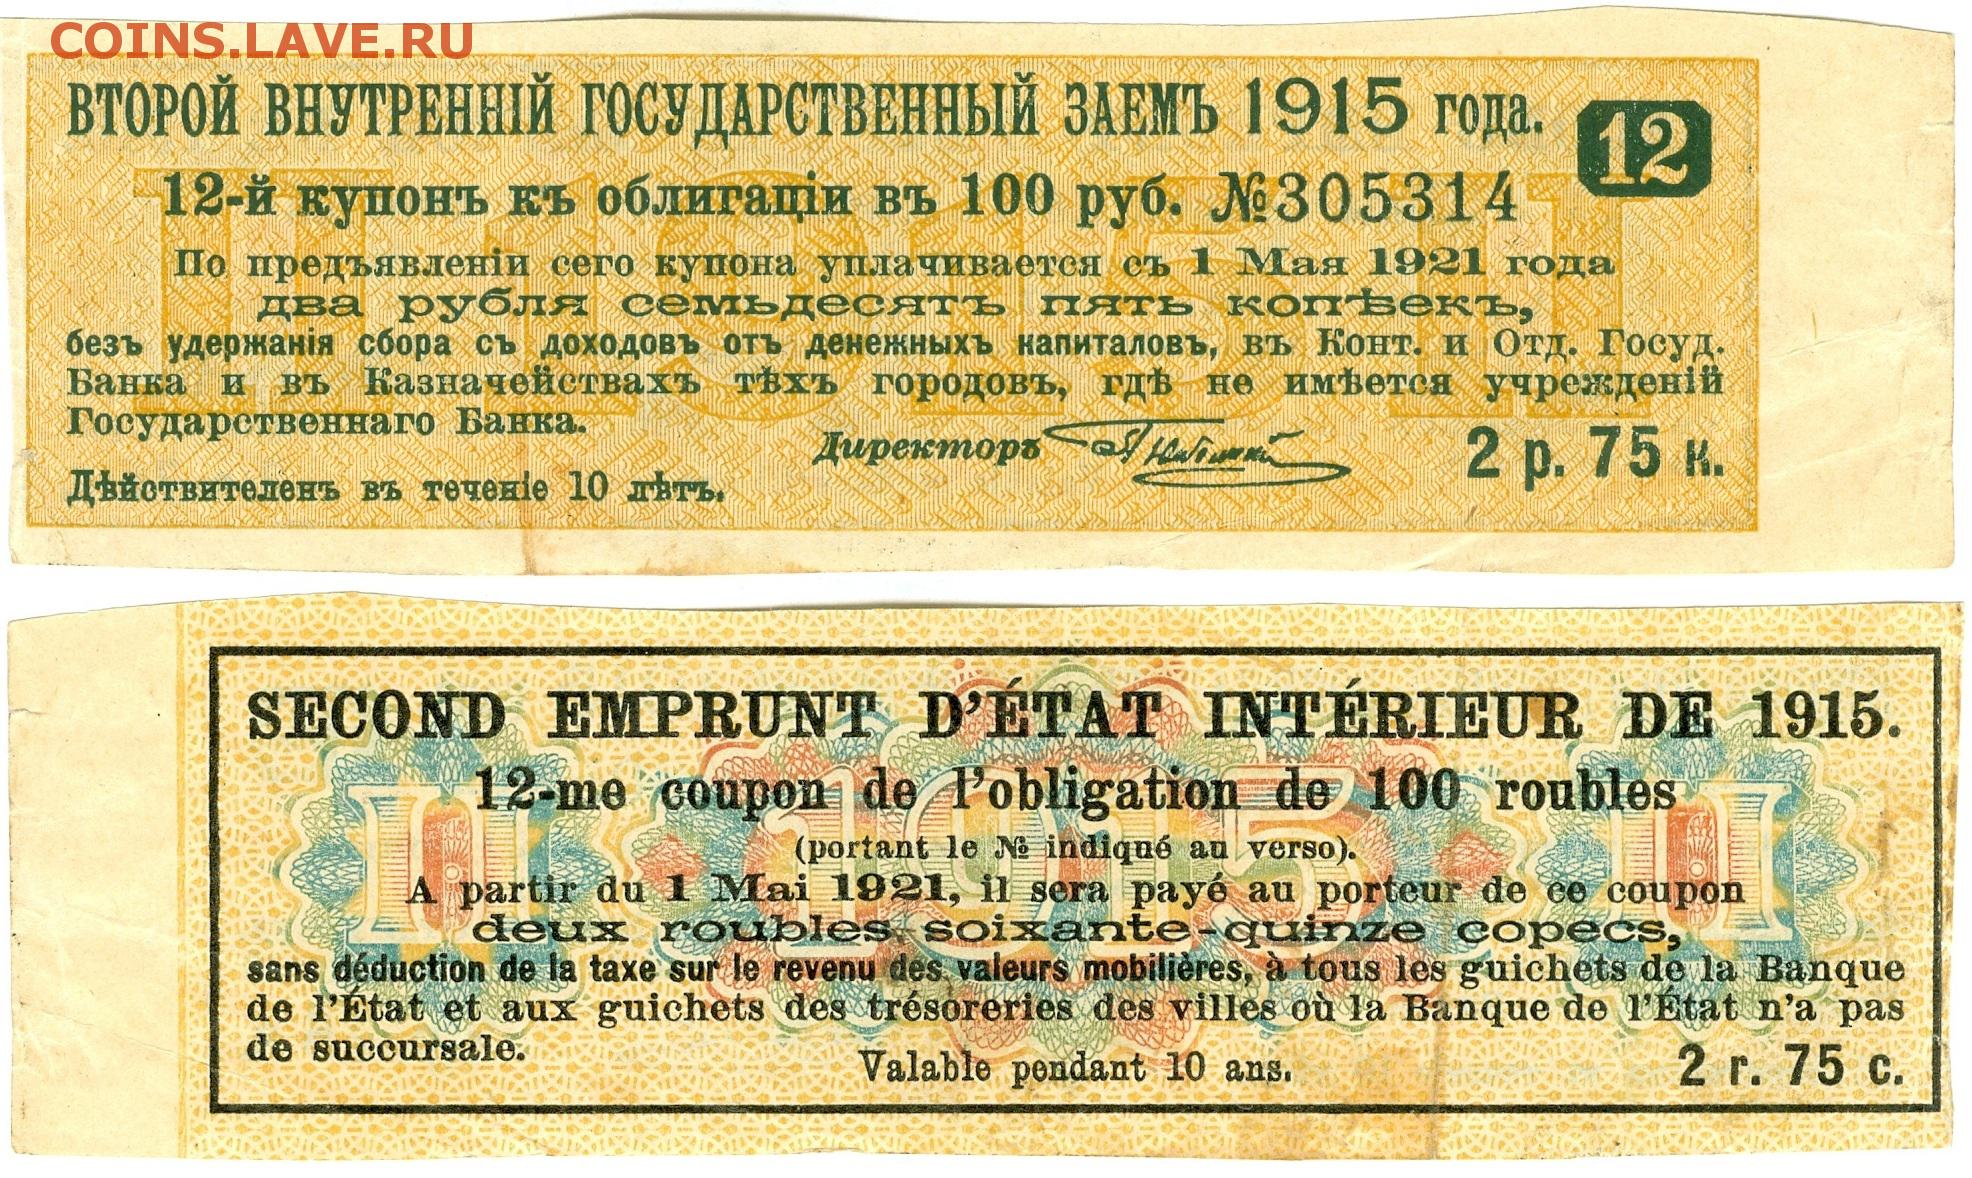 COINS.LAVE.RU
ВТОРОЙ ВНУТРЕННІЙ ГОСУДАРСТВЕННЫЙ ЗАЕМЪ 1915 года. 12
12-й купонъ къ облигаціи въ 100 руб. №305314
По предъявленіи сего купона уплачивается съ 1 Мая 1921 года
два рубля семьдесятъ пять копѣекъ,
безъ удержанія сбора съ доходовъ отъ денежныхъ капиталовъ, въ Конт. и Отд. Госуд.
Банка и въ Казначействахъ тѣхъ городовъ, гдѣ не имѣется учрежденій
Государственнаго Банка.
Директоръ 2 р. 75 к.
Дѣйствителенъ въ теченіе 10 лѣтъ.
II 1915 II
SECOND EMPRUNT D'ÉTAT INTÉRIEUR DE 1915.
12-me coupon de l'obligation de 100 roubles
(portant le № indiqué au verso).
A partir du 1 Mai 1921, il sera payé au porteur de ce coupon
deux roubles soixante-quinze copecs,
sans déduction de la taxe sur le revenu des valeurs mobilières, à tous les guichets de la Banque
de l'État et aux guichets des trésoreries des villes où la Banque de l'État n'a pas
de succursale.
Valable pendant 10 ans. 2 r. 75 c.
II 1915 II